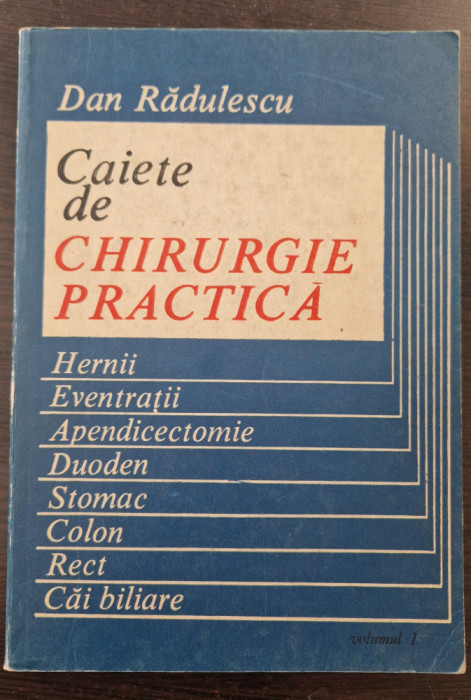 Dan Rădulescu
Caiete
de
CHIRURGIE
PRACTICĂ
Hernii
Eventrații
Apendicectomie
Duoden
Stomac
Colon
Rect
Căi biliare
volumul 1